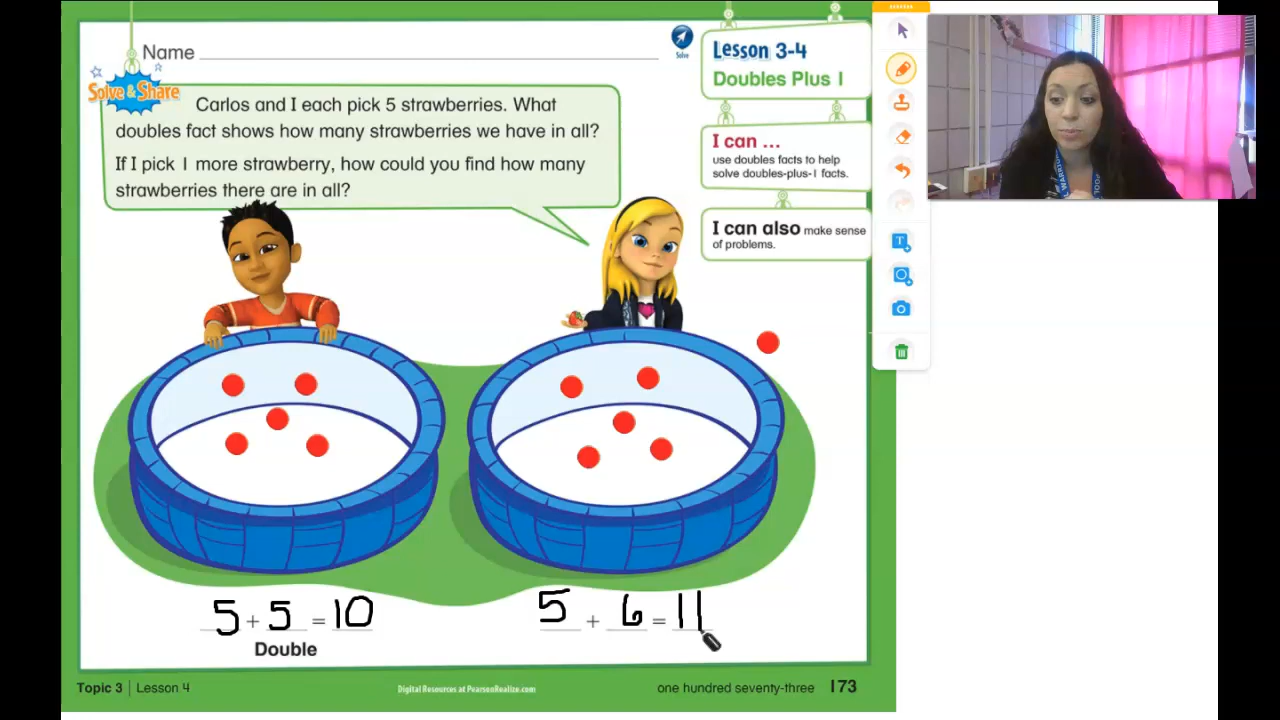 Name
Solve
Lesson 3-4
Doubles Plus 1
Solve & Share
Carlos and I each pick 5 strawberries. What
doubles fact shows how many strawberries we have in all?
If I pick 1 more strawberry, how could you find how many
strawberries there are in all?
I can ...
use doubles facts to help
solve doubles-plus-1 facts.
I can also make sense
of problems.
5 + 5 = 10
Double
5 + 6 = 11
Topic 3 | Lesson 4
Digital Resources at PearsonRealize.com
one hundred seventy-three 173
T